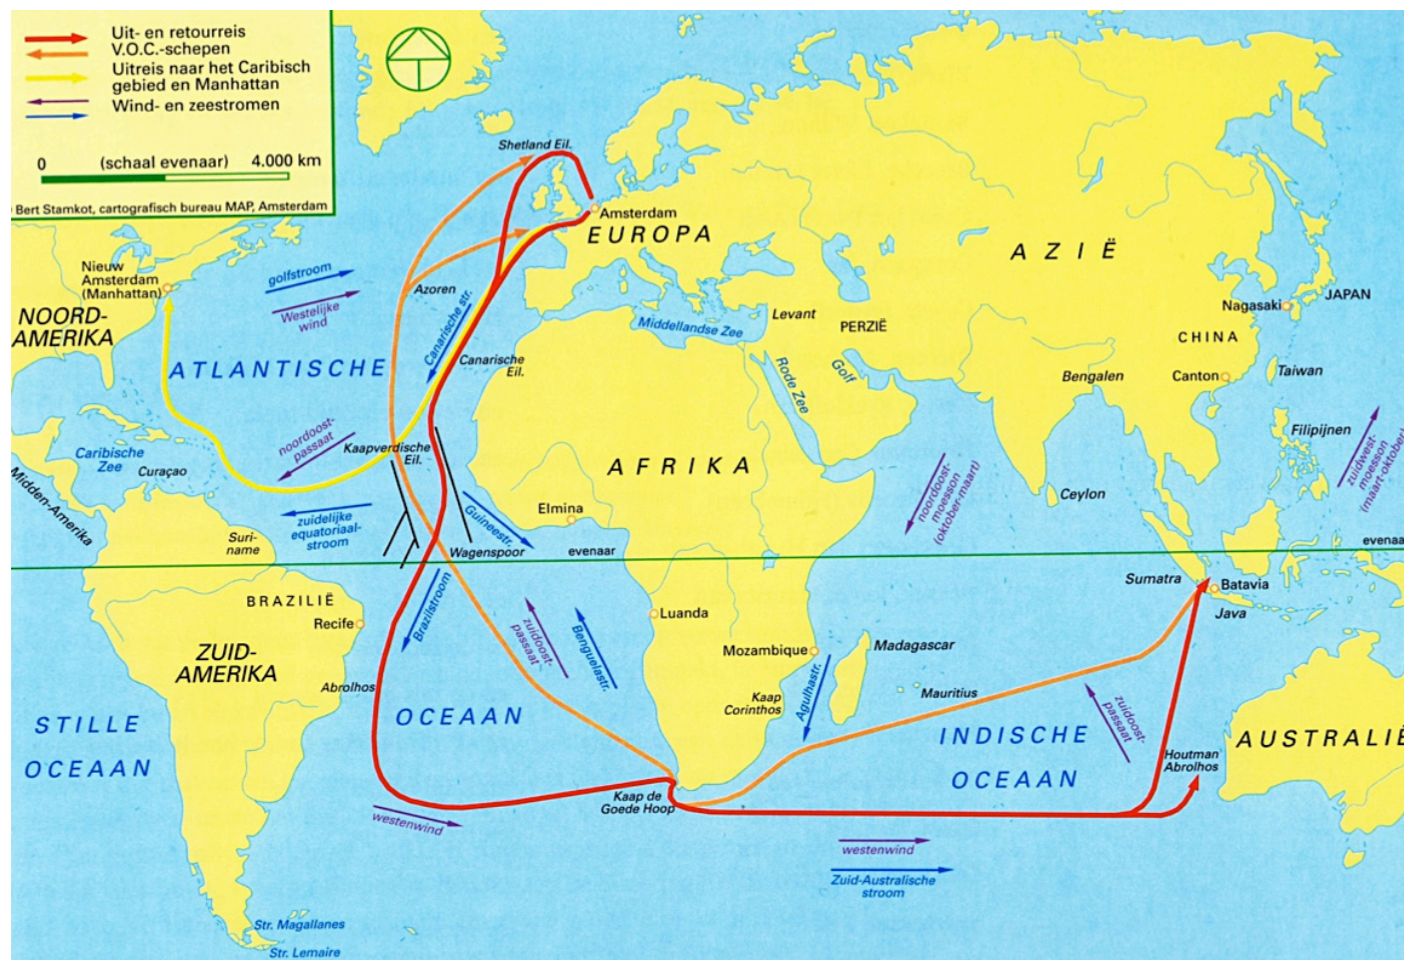 Uit- en retourreis
V.O.C.-schepen
Uitreis naar het Caribisch
gebied en Manhattan
Wind- en zeestromen
0 (schaal evenaar) 4.000 km
Bert Stamkot, cartografisch bureau MAP, Amsterdam
Shetland Eil.
Amsterdam
EUROPA
AZIË
Nieuw
Amsterdam
(Manhattan)
golfstroom
Westelijke
wind
Azoren
Canarische str.
NOORD-
AMERIKA
ATLANTISCHE
Canarische
Eil.
Middellandse Zee
Levant
PERZIË
Rode Zee
Golf
Nagasaki
JAPAN
CHINA
Bengalen
Canton
Taiwan
Filipijnen
zuidwest-
moesson
(maart-oktober)
Caribische
Zee
Curaçao
noordoost-
passaat
Kaapverdische
Eil.
AFRIKA
noordoost-
moesson
(oktober-maart)
Ceylon
Midden-Amerika
zuidelijke
equatoriaal-
stroom
Guineestr.
Elmina
Suri-
name
Wagenspoor
evenaar
evenaar
Sumatra
Batavia
Java
BRAZILIË
Recife
Brazilstroom
zuidoost-
passaat
Benguelastr.
Luanda
Mozambique
Madagascar
ZUID-
AMERIKA
Abrolhos
Kaap
Corinthos
Agulhastr.
Mauritius
zuidoost-
passaat
STILLE
OCEAAN
OCEAAN
INDISCHE
OCEAAN
Houtman
Abrolhos
AUSTRALIË
Kaap de
Goede Hoop
westenwind
westenwind
Zuid-Australische
stroom
Str. Magallanes
Str. Lemaire